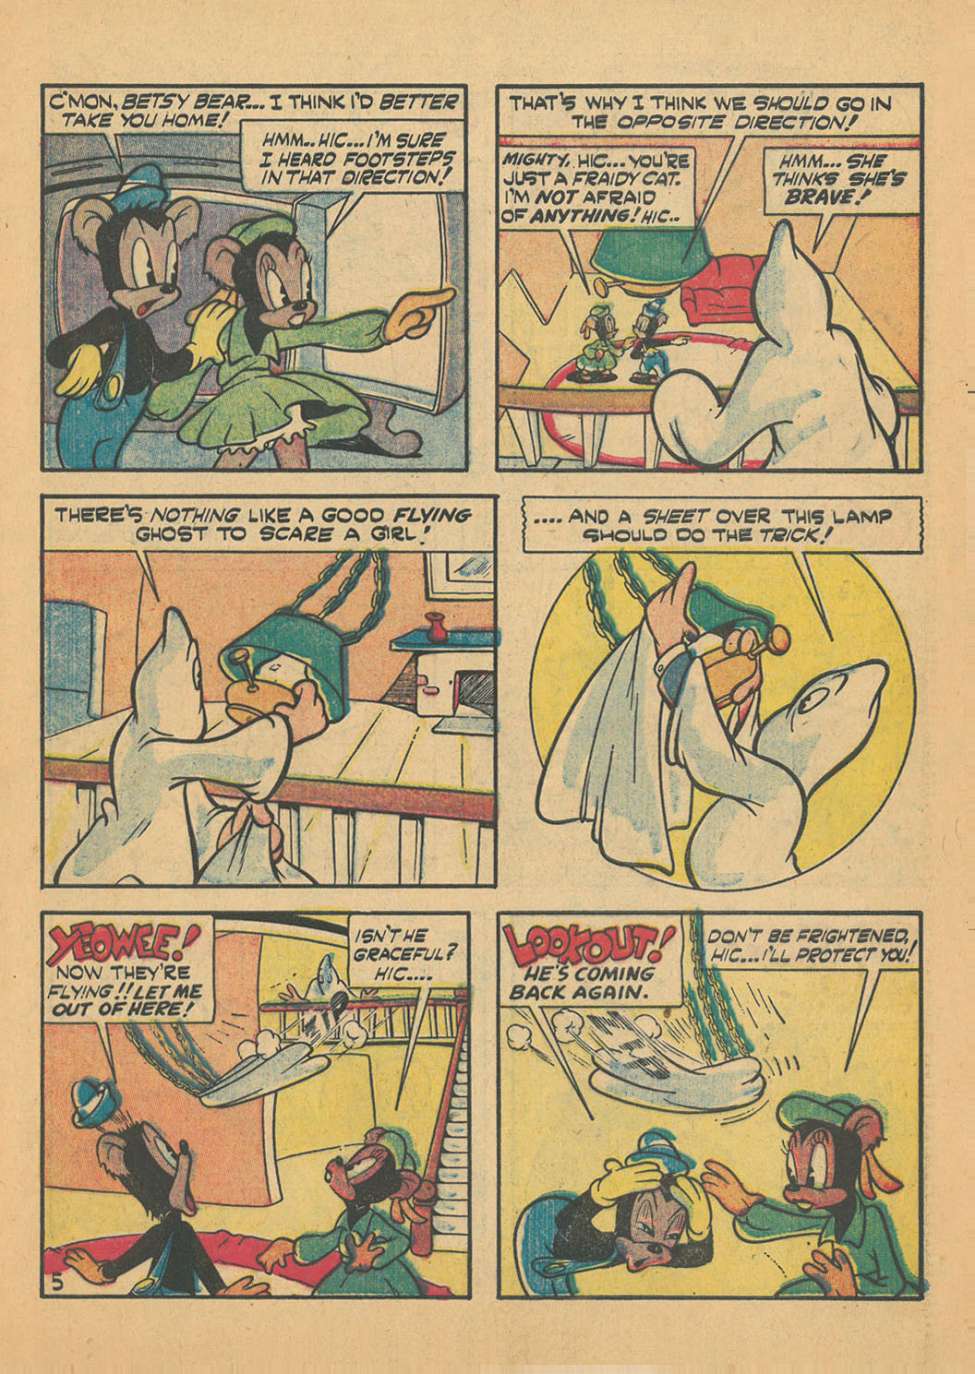 C'MON, BETSY BEAR... I THINK I'D BETTER
TAKE YOU HOME!
HMM.. HIC... I'M SURE
I HEARD FOOTSTEPS
IN THAT DIRECTION!
THAT'S WHY I THINK WE SHOULD GO IN
THE OPPOSITE DIRECTION!
MIGHTY, HIC... YOU'RE
JUST A FRAIDY CAT.
I'M NOT AFRAID
OF ANYTHING! HIC..
HMM... SHE
THINKS SHE'S
BRAVE!
THERE'S NOTHING LIKE A GOOD FLYING
GHOST TO SCARE A GIRL!
.... AND A SHEET OVER THIS LAMP
SHOULD DO THE TRICK!
YEOWEE!
NOW THEY'RE
FLYING!! LET ME
OUT OF HERE!
ISN'T HE
GRACEFUL?
HIC....
LOOKOUT!
HE'S COMING
BACK AGAIN.
DON'T BE FRIGHTENED,
HIC... I'LL PROTECT YOU!
5